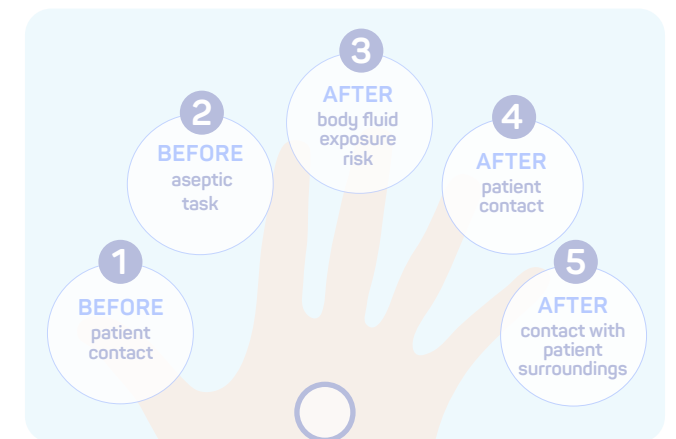 1
BEFORE
patient
contact
2
BEFORE
aseptic
task
3
AFTER
body fluid
exposure
risk
4
AFTER
patient
contact
5
AFTER
contact with
patient
surroundings